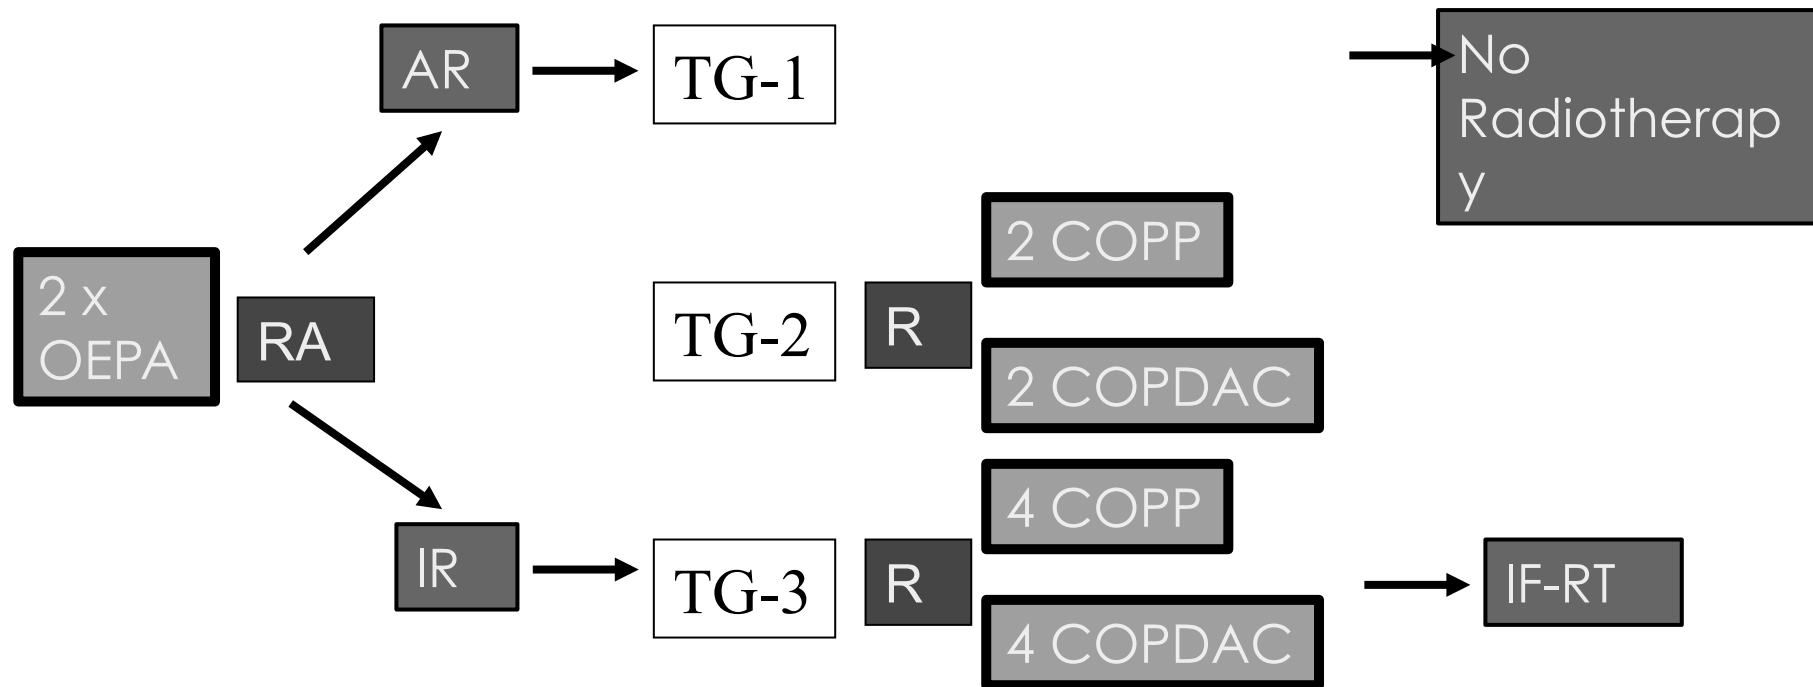 AR
TG-1
No
Radiotherap
y
2 x
OEPA
RA
TG-2
R
2 COPP
2 COPDAC
IR
TG-3
R
4 COPP
4 COPDAC
IF-RT